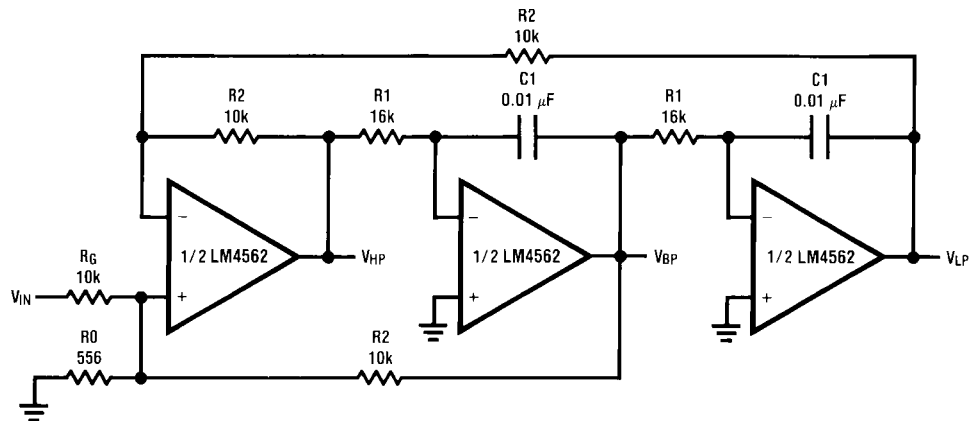 R2
10k
C1
0.01 μF
C1
0.01 μF
R2
10k
R1
16k
R1
16k
−
1/2 LM4562
+
VHP
−
1/2 LM4562
+
VBP
−
1/2 LM4562
+
VLP
RG
10k
VIN
R0
556
R2
10k